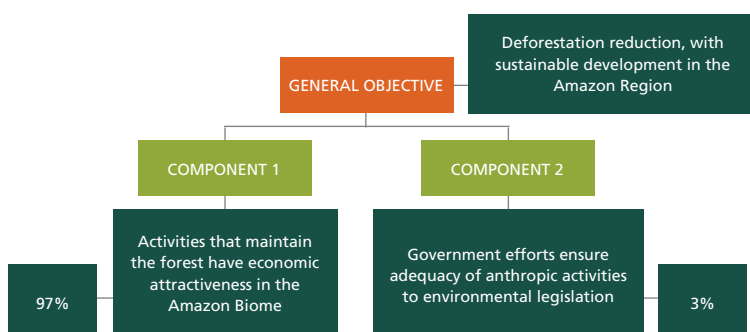 Deforestation reduction, with
sustainable development in the
Amazon Region
GENERAL OBJECTIVE
COMPONENT 1
COMPONENT 2
Activities that maintain
the forest have economic
attractiveness in the
Amazon Biome
97%
Government efforts ensure
adequacy of anthropic activities
to environmental legislation
3%